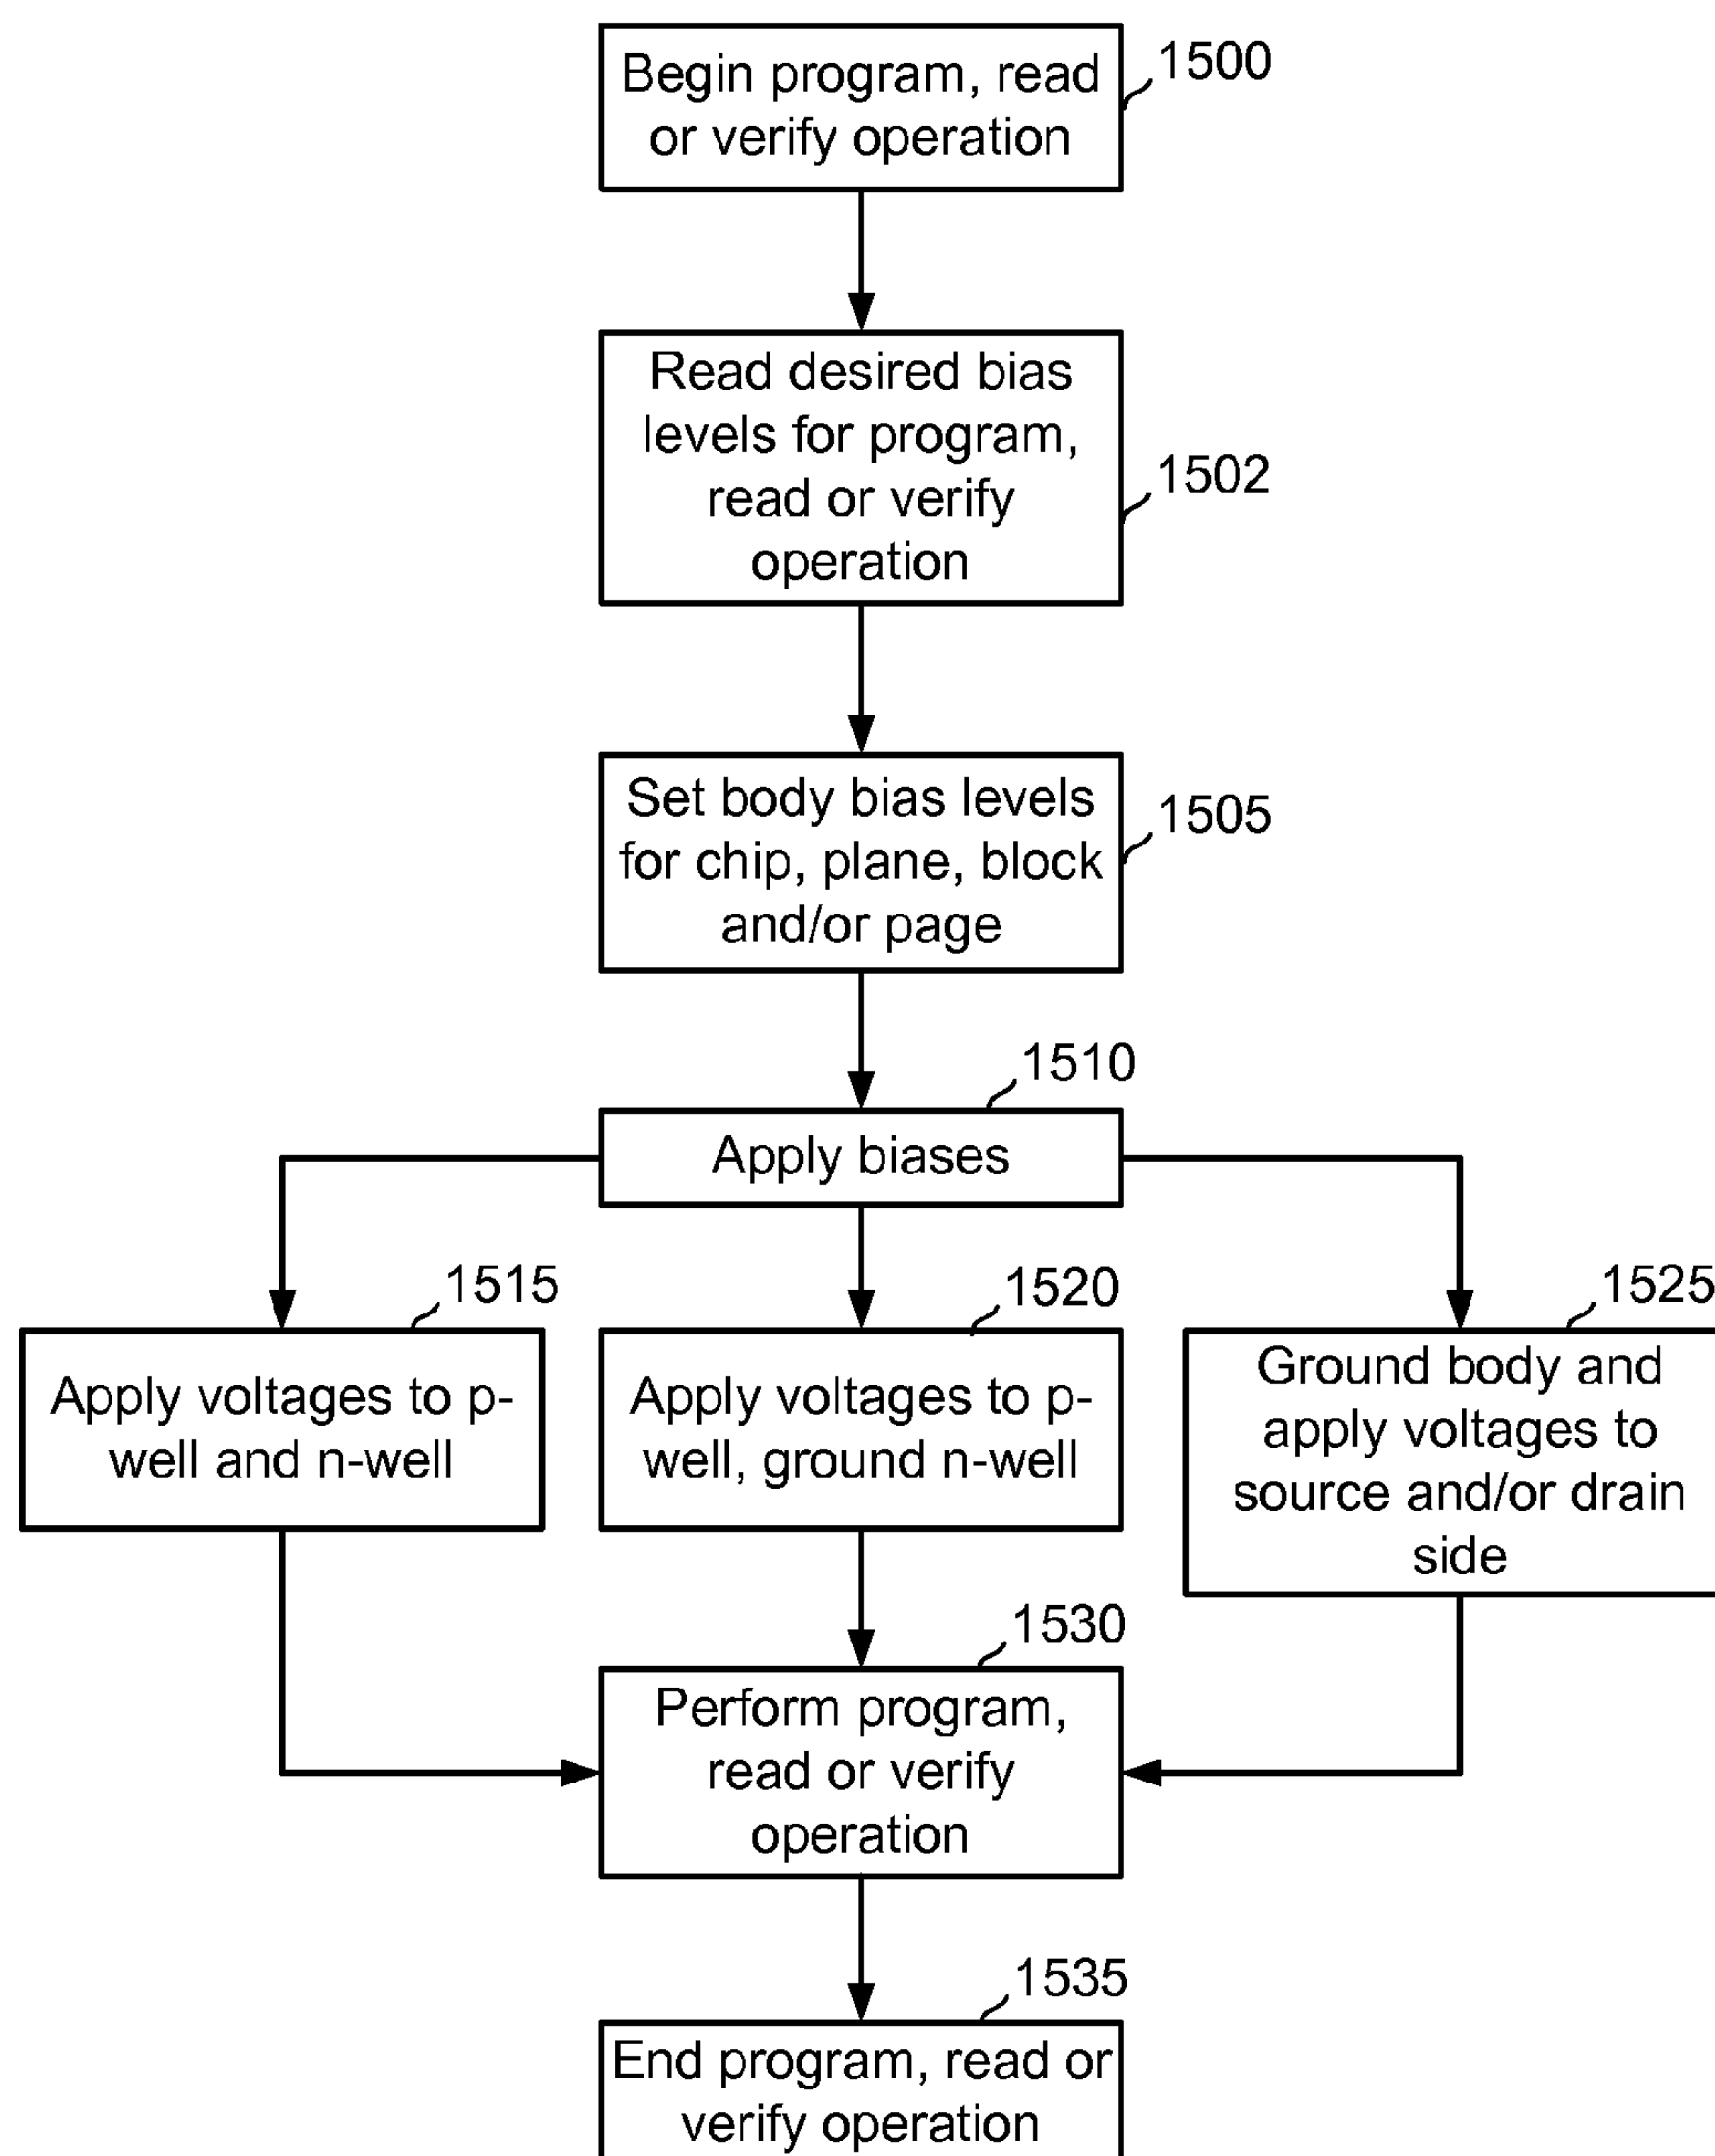 Begin program, read
or verify operation
1500
Read desired bias
levels for program,
read or verify
operation
1502
Set body bias levels
for chip, plane, block
and/or page
1505
1510
Apply biases
1515
Apply voltages to p-
well and n-well
1520
Apply voltages to p-
well, ground n-well
1525
Ground body and
apply voltages to
source and/or drain
side
1530
Perform program,
read or verify
operation
1535
End program, read or
verify operation